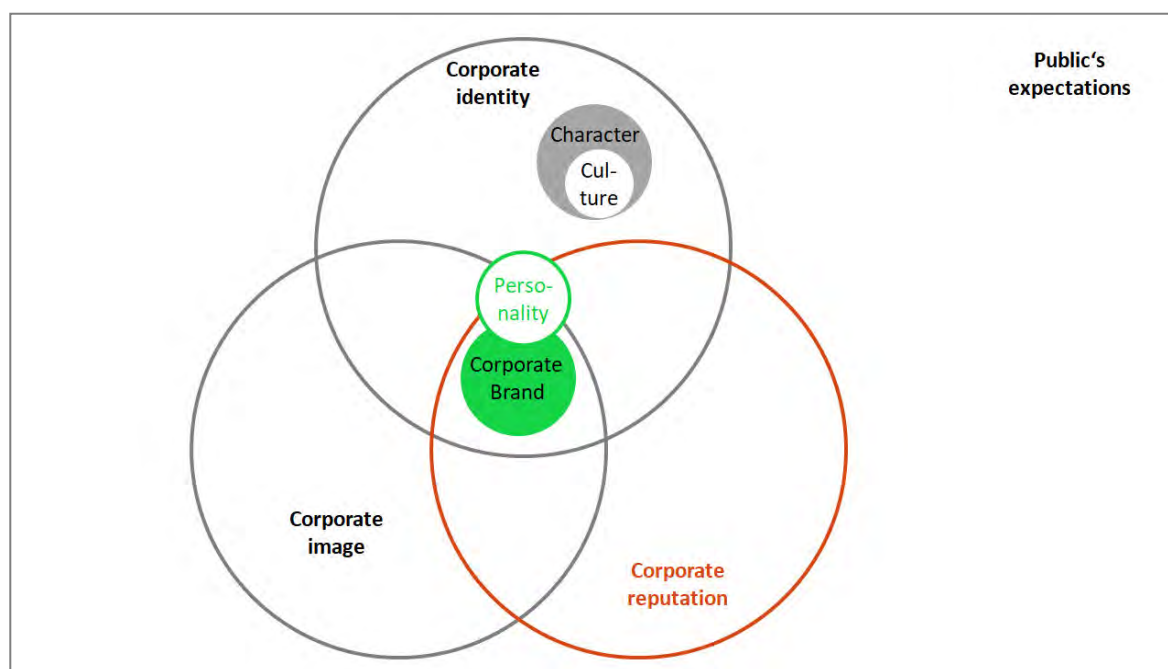 Corporate
identity
Public‘s
expectations
Character
Cul-
ture
Perso-
nality
Corporate
Brand
Corporate
image
Corporate
reputation